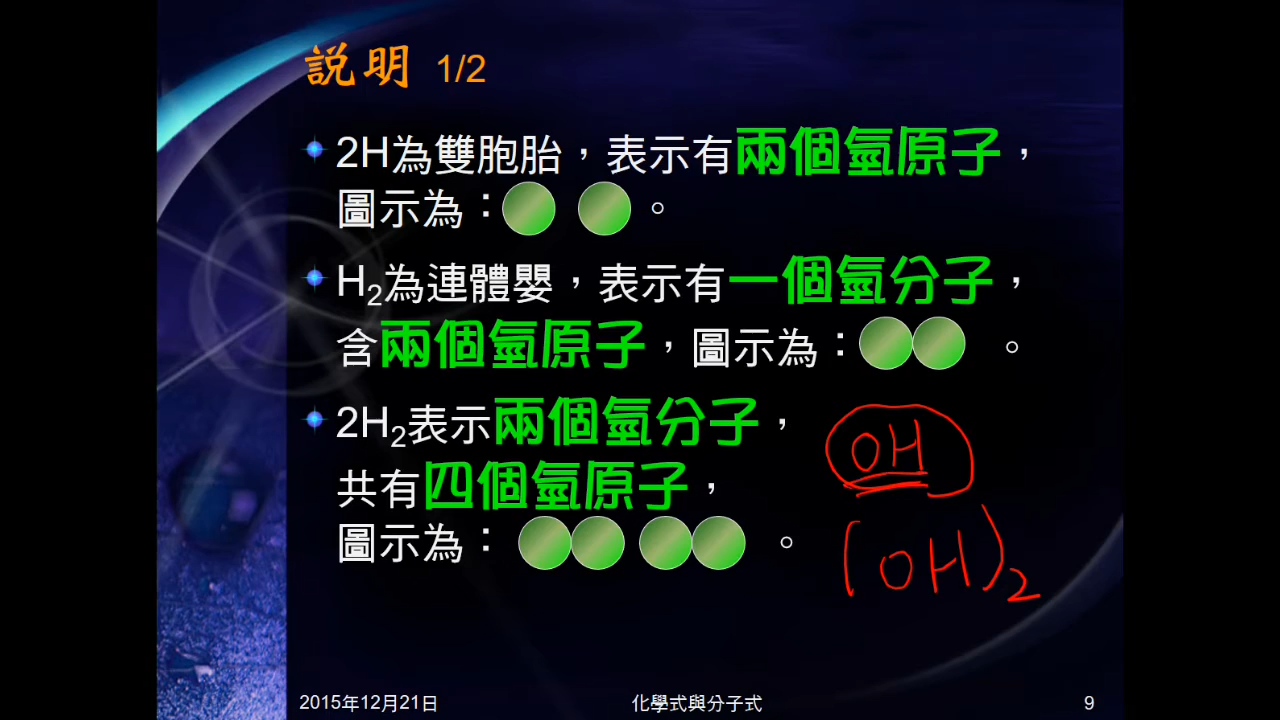 説明 1/2
2H為雙胞胎，表示有兩個氫原子，
圖示為： 。
H₂為連體嬰，表示有一個氫分子，
含兩個氫原子，圖示為： 。
2H₂表示兩個氫分子，
共有四個氫原子，
圖示為： 。
OH
(OH)₂
2015年12月21日
化學式與分子式
9